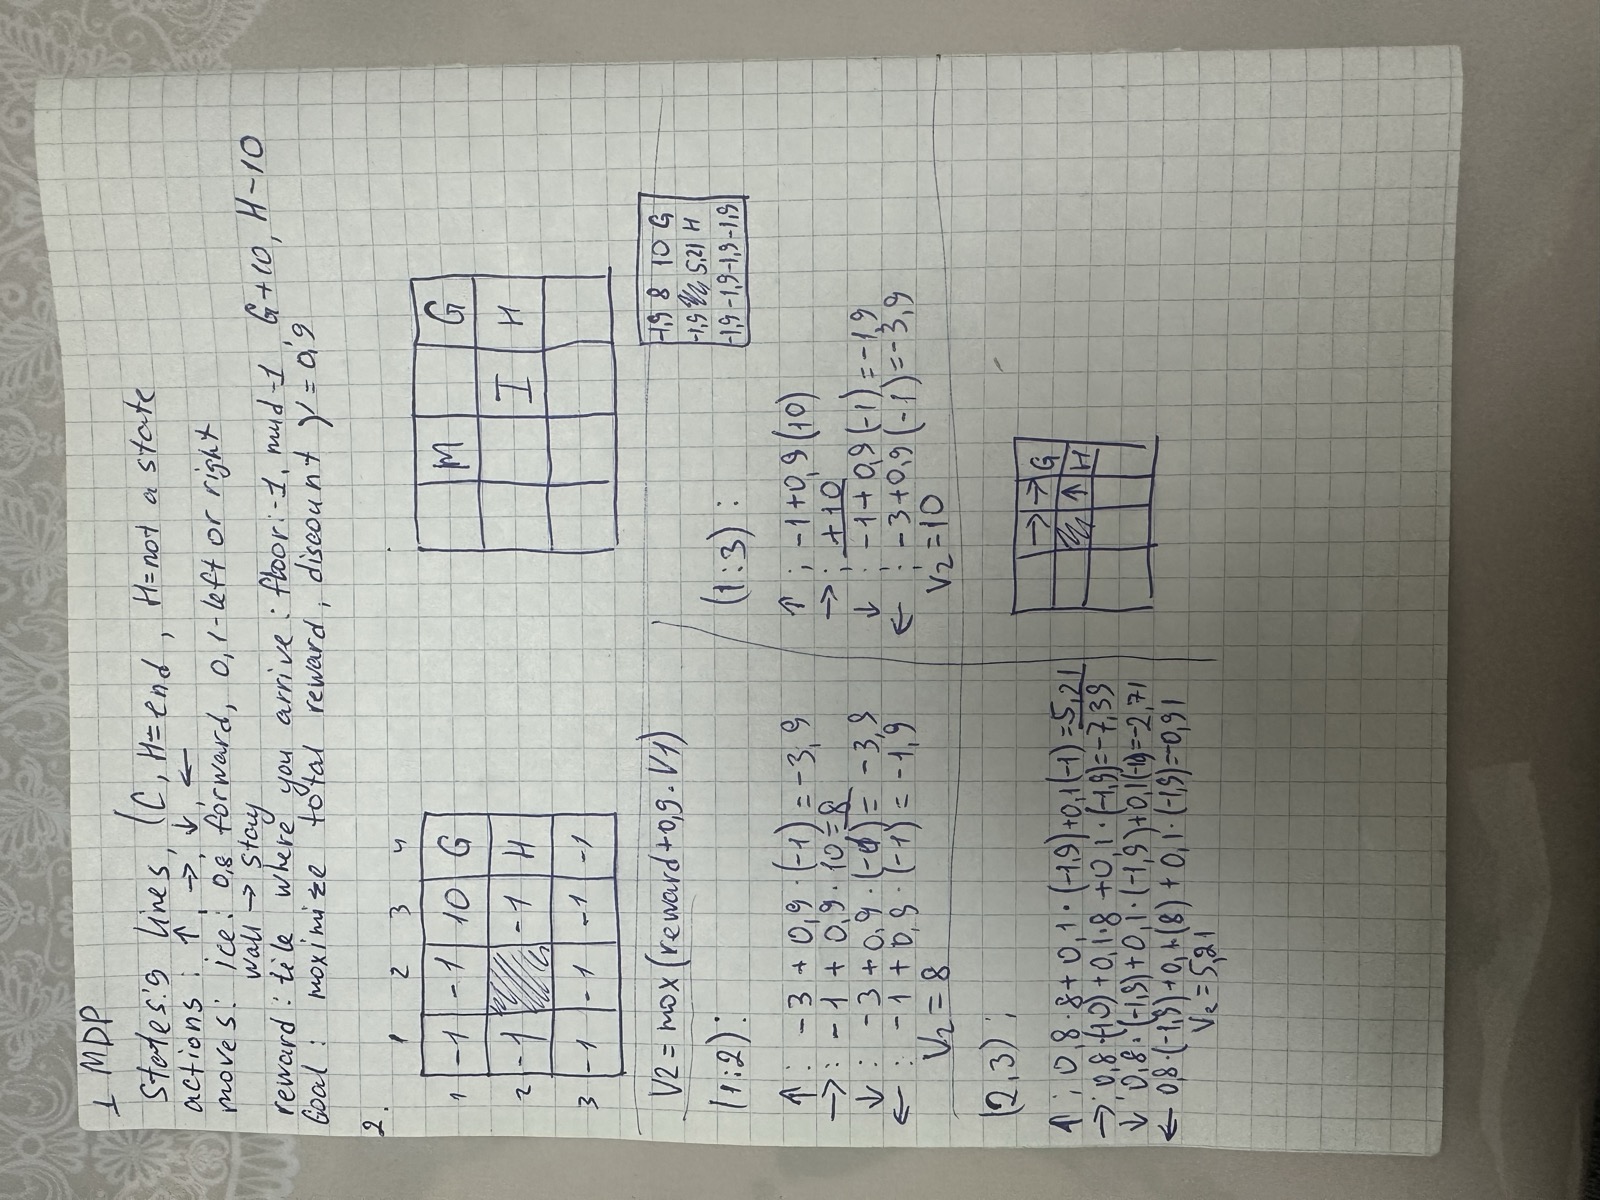 1 MDP
States: 9 lines, (C, H=end, H=not a state
actions: ↑, →, ↓, ←
moves: ice: 0,8 forward, 0,1-left or right
wall → stay
reward: tile where you arrive: floor:-1, mud-1, G+10, H-10
Goal: moximize total reward, discount γ=0,9
2.
1 2 3 4
1 -1 -1 10 G
2 -1 -1 H
3 -1 -1 -1 -1
M G
I H
V2=mox(reward+0,9·V1)
-1,9 8 10 G
-1,9 5,21 H
-1,9 -1,9 -1,9 -1,9
(1:2):
↑: -3+0,9·(-1)=-3,9
→: -1+0,9·10=8
↓: -3+0,9·(-1)=-3,9
←: -1+0,9·(-1)=-1,9
V2=8
(1:3):
↑; -1+0,9(10)
→; +10
↓: -1+0,9(-1)=-1,9
←; -3+0,9(-1)=-3,9
V2=10
(2,3);
↑; 0,8·8+0,1·(-1,9)+0,1(-1)=5,21
→; 0,8·(-10)+0,1·8+0,1·(-1,9)=-7,39
↓ 0,8·(-1,9)+0,1·(-1,9)+0,1(-10)=-2,71
← 0,8·(-1,9)+0,1·(8)+0,1·(-1,9)=-0,91
V2=5,21
→ → G
↑ H